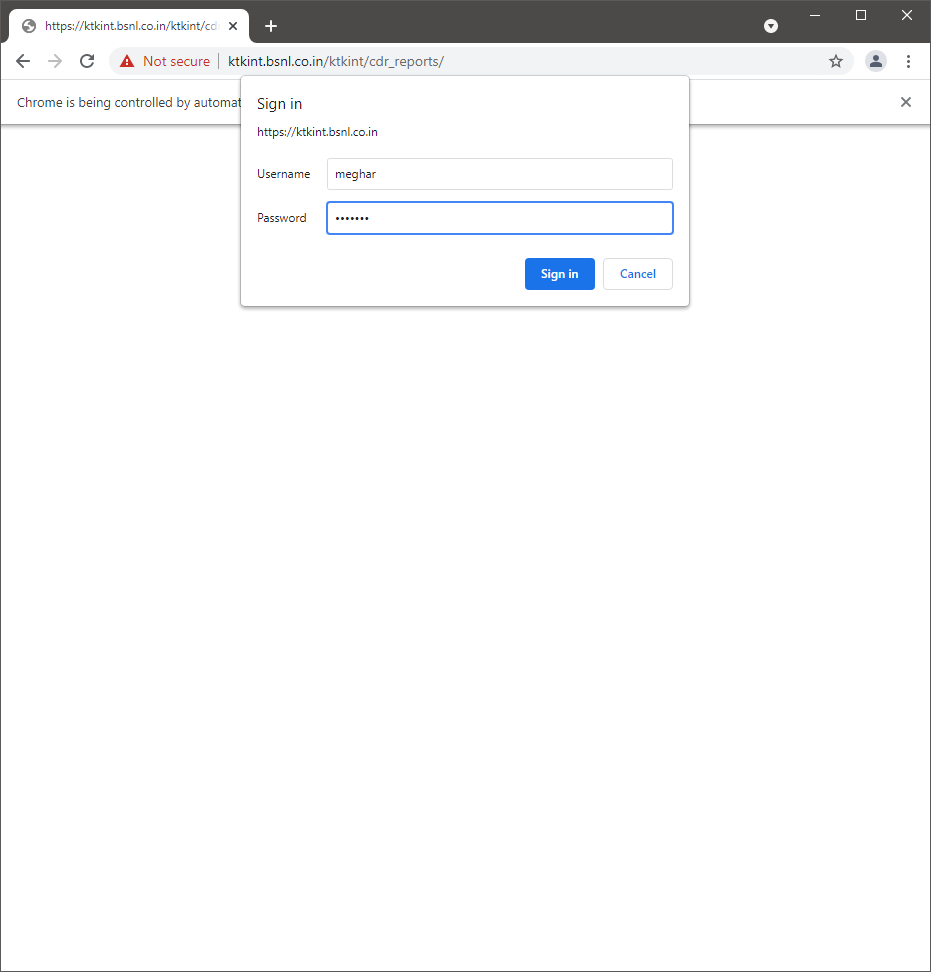 https://ktkint.bsnl.co.in/ktkint/cd
Not secure ktkint.bsnl.co.in/ktkint/cdr_reports/
Chrome is being controlled by automat
Sign in
https://ktkint.bsnl.co.in
Username meghar
Password •••••••
Sign in Cancel